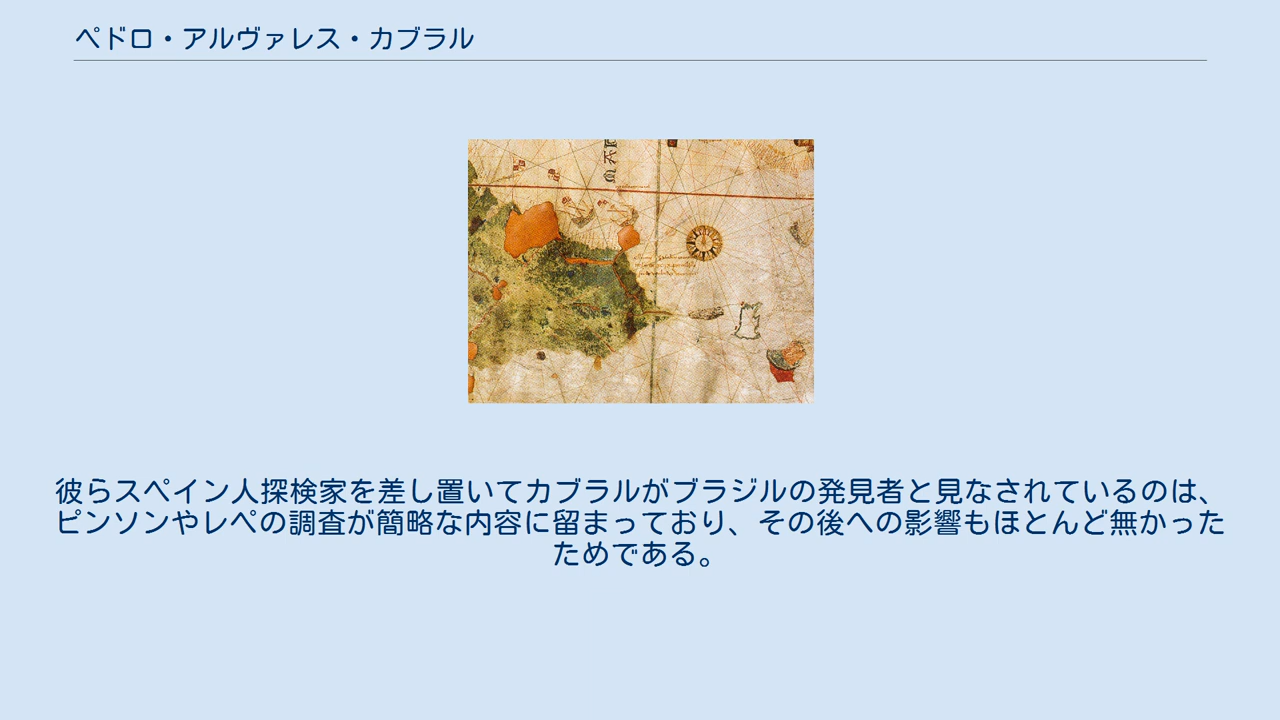 ペドロ・アルヴァレス・カブラル
彼らスペイン人探検家を差し置いてカブラルがブラジルの発見者と見なされているのは、
ピンソンやレペの調査が簡略な内容に留まっており、その後への影響もほとんど無かった
ためである。